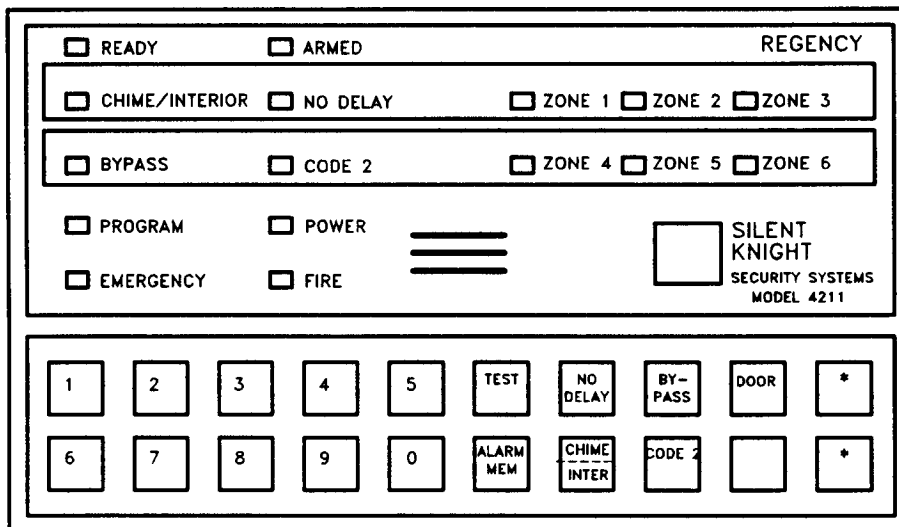 READY ARMED REGENCY
CHIME/INTERIOR NO DELAY ZONE 1 ZONE 2 ZONE 3
BYPASS CODE 2 ZONE 4 ZONE 5 ZONE 6
PROGRAM POWER
EMERGENCY FIRE
SILENT
KNIGHT
SECURITY SYSTEMS
MODEL 4211
1 2 3 4 5 TEST NO DELAY BY-PASS DOOR *
6 7 8 9 0 ALARM MEM CHIME INTER CODE 2 *